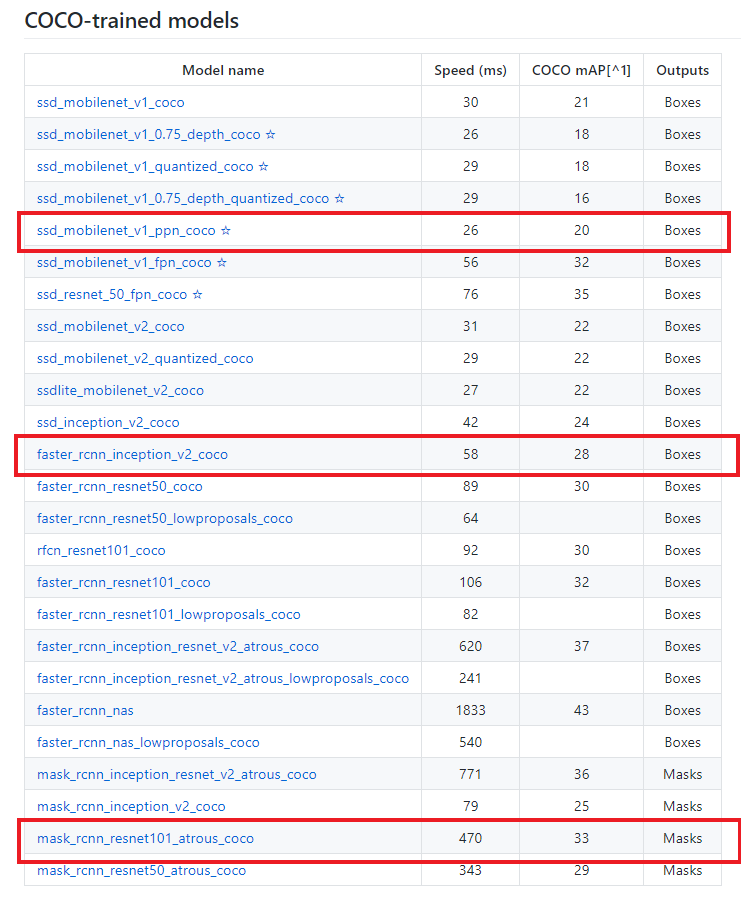 COCO-trained models
Model name Speed (ms) COCO mAP[^1] Outputs
ssd_mobilenet_v1_coco 30 21 Boxes
ssd_mobilenet_v1_0.75_depth_coco ☆ 26 18 Boxes
ssd_mobilenet_v1_quantized_coco ☆ 29 18 Boxes
ssd_mobilenet_v1_0.75_depth_quantized_coco ☆ 29 16 Boxes
ssd_mobilenet_v1_ppn_coco ☆ 26 20 Boxes
ssd_mobilenet_v1_fpn_coco ☆ 56 32 Boxes
ssd_resnet_50_fpn_coco ☆ 76 35 Boxes
ssd_mobilenet_v2_coco 31 22 Boxes
ssd_mobilenet_v2_quantized_coco 29 22 Boxes
ssdlite_mobilenet_v2_coco 27 22 Boxes
ssd_inception_v2_coco 42 24 Boxes
faster_rcnn_inception_v2_coco 58 28 Boxes
faster_rcnn_resnet50_coco 89 30 Boxes
faster_rcnn_resnet50_lowproposals_coco 64 Boxes
rfcn_resnet101_coco 92 30 Boxes
faster_rcnn_resnet101_coco 106 32 Boxes
faster_rcnn_resnet101_lowproposals_coco 82 Boxes
faster_rcnn_inception_resnet_v2_atrous_coco 620 37 Boxes
faster_rcnn_inception_resnet_v2_atrous_lowproposals_coco 241 Boxes
faster_rcnn_nas 1833 43 Boxes
faster_rcnn_nas_lowproposals_coco 540 Boxes
mask_rcnn_inception_resnet_v2_atrous_coco 771 36 Masks
mask_rcnn_inception_v2_coco 79 25 Masks
mask_rcnn_resnet101_atrous_coco 470 33 Masks
mask_rcnn_resnet50_atrous_coco 343 29 Masks